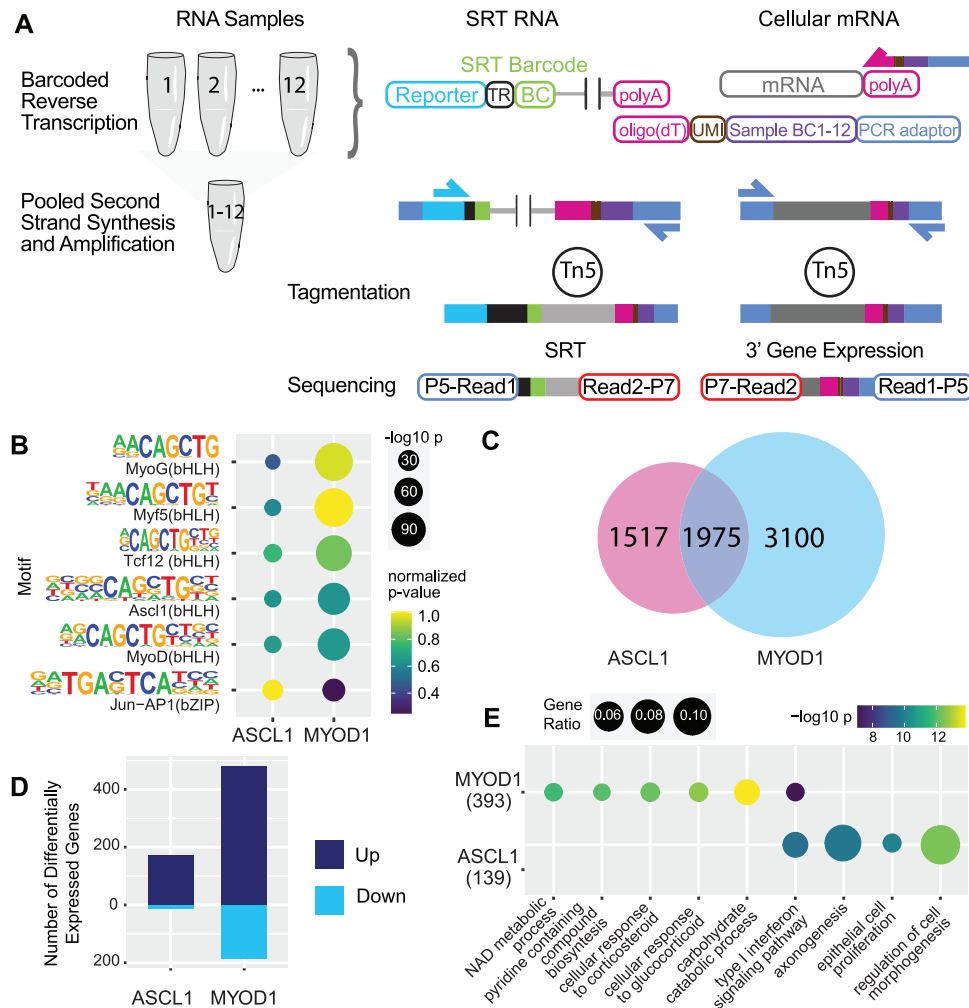 A
RNA Samples
SRT RNA
Cellular mRNA
Barcoded
Reverse
Transcription
1
2
...
12
SRT Barcode
Reporter
TR
BC
polyA
mRNA
polyA
oligo(dT)
UMI
Sample BC1-12
PCR adaptor
Pooled Second
Strand Synthesis
and Amplification
1-12
Tagmentation
Tn5
Tn5
SRT
3' Gene Expression
Sequencing
P5-Read1
Read2-P7
P7-Read2
Read1-P5
B
Motif
MyoG(bHLH)
Myf5(bHLH)
Tcf12(bHLH)
Ascl1(bHLH)
MyoD(bHLH)
Jun-AP1(bZIP)
ASCL1
MYOD1
-log10 p
30
60
90
normalized
p-value
1.0
0.8
0.6
0.4
C
1517
1975
3100
ASCL1
MYOD1
D
Number of Differentially
Expressed Genes
400
200
0
200
ASCL1
MYOD1
Up
Down
E
Gene
Ratio
0.06
0.08
0.10
-log10 p
8
10
12
MYOD1
(393)
ASCL1
(139)
NAD metabolic
process
pyridine containing
compound
biosyntesis
cellular response
to corticosteroid
cellular response
to glucocorticoid
carbohydrate
catabolic process
type I interferon
signaling pathway
axonogenesis
epithelial cell
proliferation
regulation of cell
morphogenesis